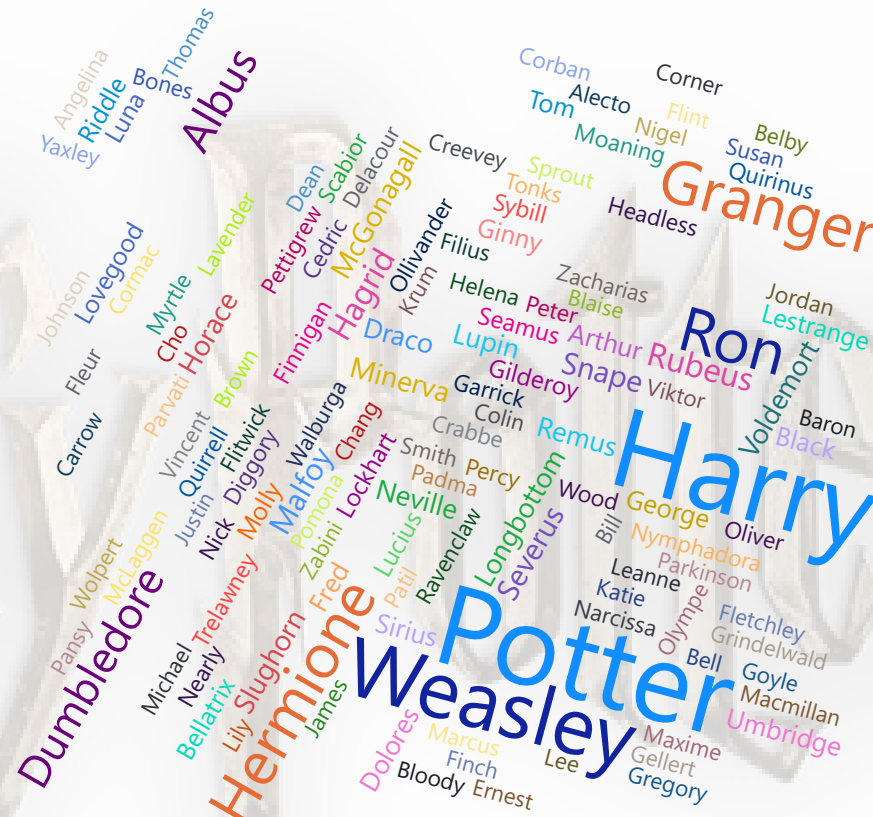 Thomas
Angelina
Riddle
Bones
Luna
Albus
Yaxley
Corban
Corner
Alecto
Tom
Flint
Nigel
Moaning
Belby
Susan
Quirinus
Granger
Creevey
Sprout
Tonks
Sybill
Ginny
Headless
Dean
Scabior
Delacour
McGonagall
Lavender
Pettigrew
Cedric
Ollivander
Filius
Krum
Hagrid
Lovegood
Cormac
Johnson
Myrtle
Cho
Horace
Finnigan
Helena
Peter
Zacharias
Blaise
Seamus
Arthur
Jordan
Lestrange
Ron
Draco
Lupin
Snape
Rubeus
Voldemort
Fleur
Parvati
Brown
Minerva
Garrick
Gilderoy
Viktor
Colin
Baron
Black
Carrow
Vincent
Quirrell
Flitwick
Diggory
Walburga
Chang
Crabbe
Remus
Harry
Smith
Percy
Padma
Malfoy
Lockhart
Justin
Nick
Molly
Pomona
Zabini
Neville
Longbottom
Wood
George
Oliver
Bill
Severus
Lucius
Ravenclaw
Patil
Wolpert
McLaggen
Nymphadora
Parkinson
Leanne
Katie
Narcissa
Olympe
Fletchley
Grindelwald
Pansy
Dumbledore
Trelawney
Fred
Hermione
Sirius
Potter
Weasley
Michael
Nearly
Slughorn
Bellatrix
Lily
James
Bell
Goyle
Macmillan
Umbridge
Dolores
Marcus
Finch
Bloody
Ernest
Lee
Maxime
Gellert
Gregory